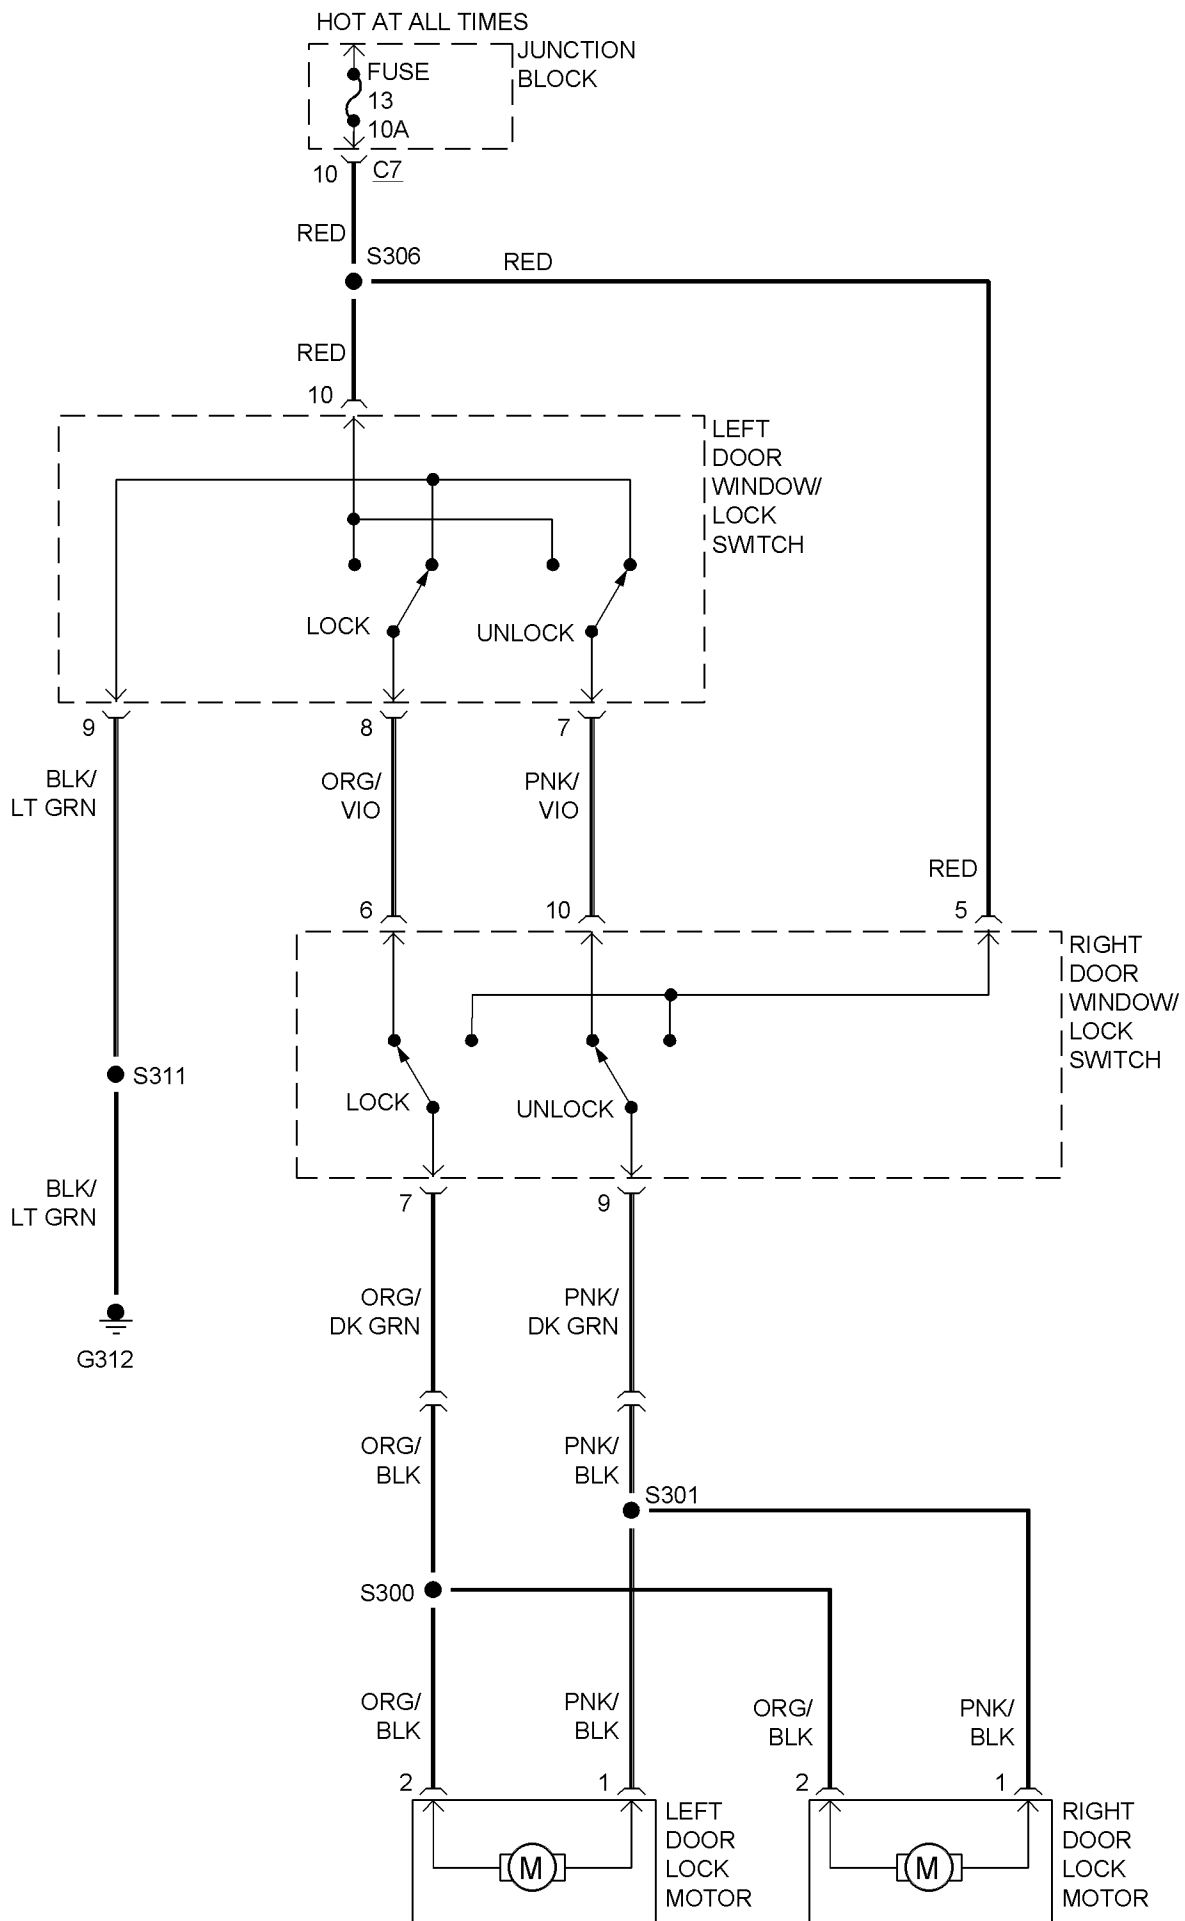 HOT AT ALL TIMES
JUNCTION
BLOCK
FUSE
13
10A
10
C7
RED
S306
RED
RED
10
LEFT
DOOR
WINDOW/
LOCK
SWITCH
LOCK
UNLOCK
9
8
7
BLK/
LT GRN
ORG/
VIO
PNK/
VIO
RED
6
10
5
RIGHT
DOOR
WINDOW/
LOCK
SWITCH
S311
LOCK
UNLOCK
BLK/
LT GRN
7
9
G312
ORG/
DK GRN
PNK/
DK GRN
ORG/
BLK
PNK/
BLK
S301
S300
ORG/
BLK
PNK/
BLK
ORG/
BLK
PNK/
BLK
2
1
2
1
LEFT
DOOR
LOCK
MOTOR
M
RIGHT
DOOR
LOCK
MOTOR
M